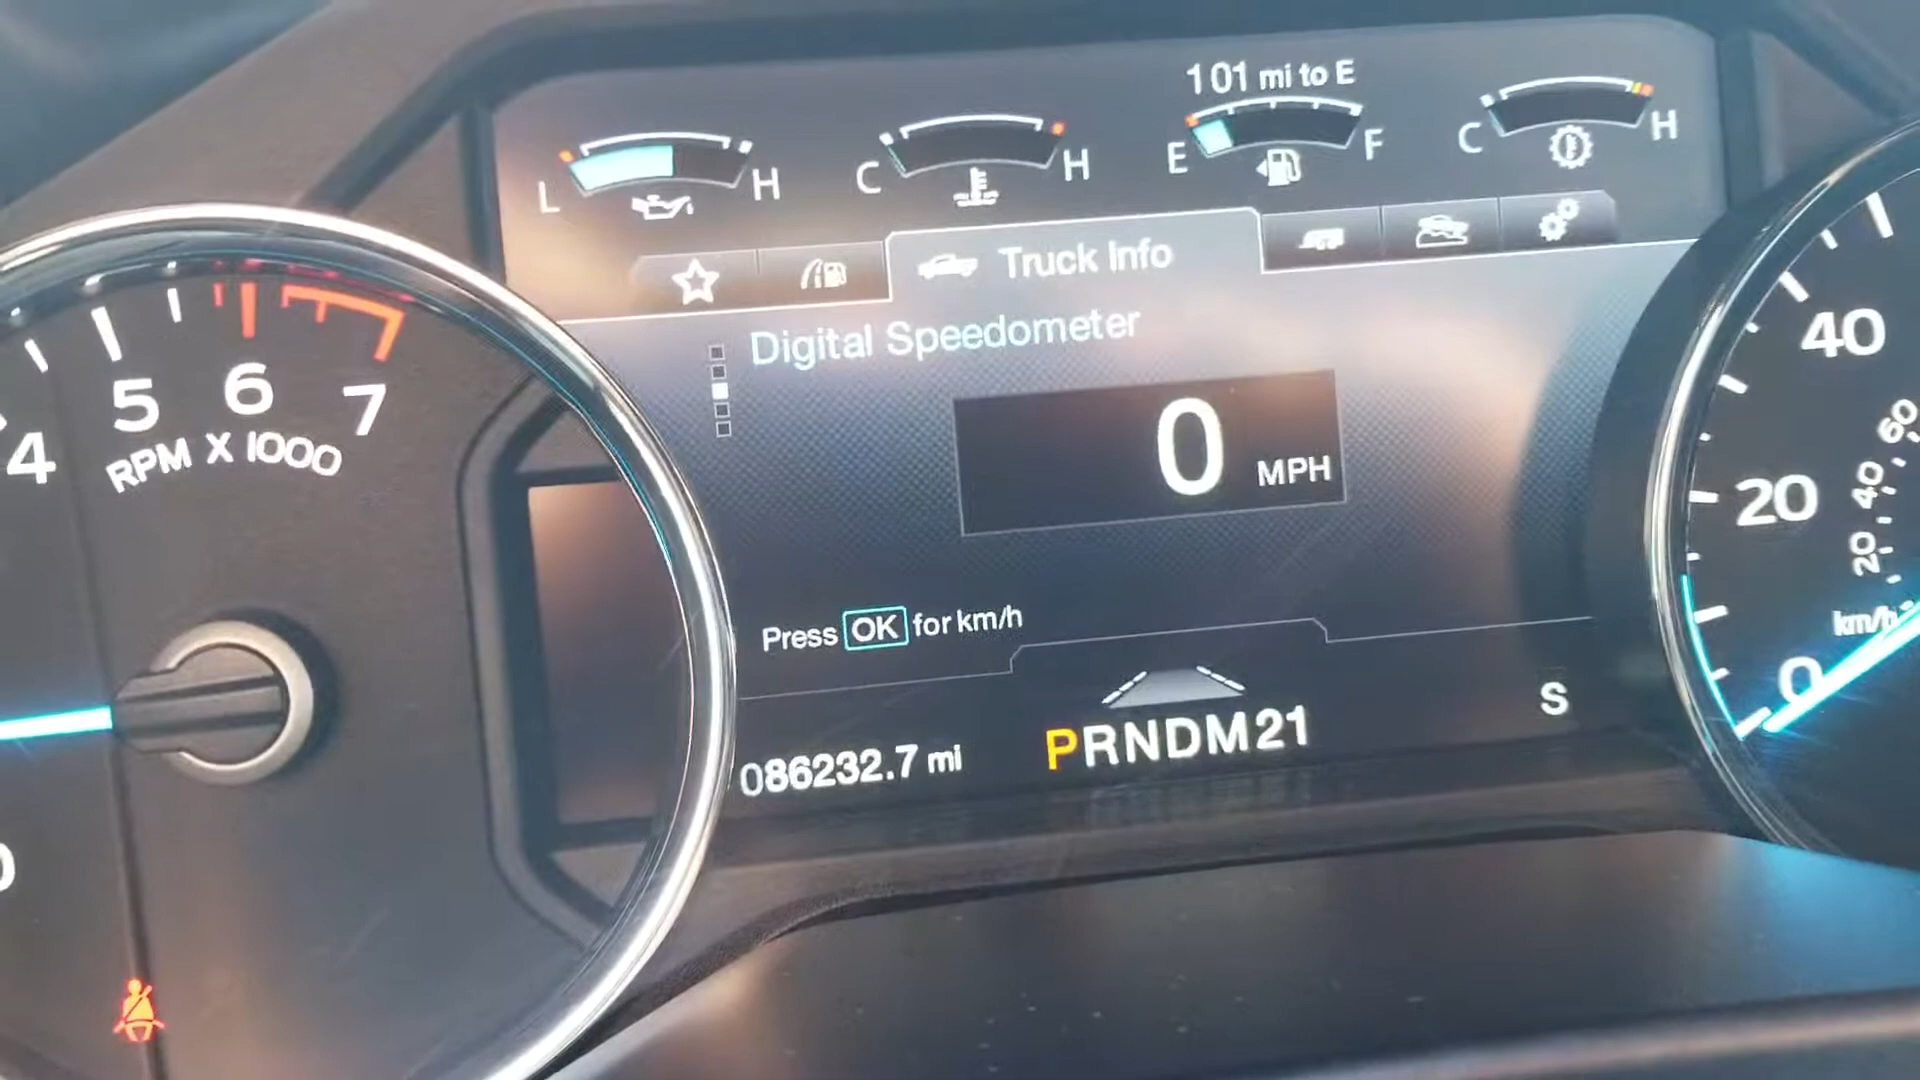 101 mi to E
L H
C H
E F
C H
Truck Info
Digital Speedometer
0 MPH
Press OK for km/h
086232.7 mi
PRNDM21
S
4 5 6 7
RPM X 1000
0
40
20
0
60
40
20
km/h